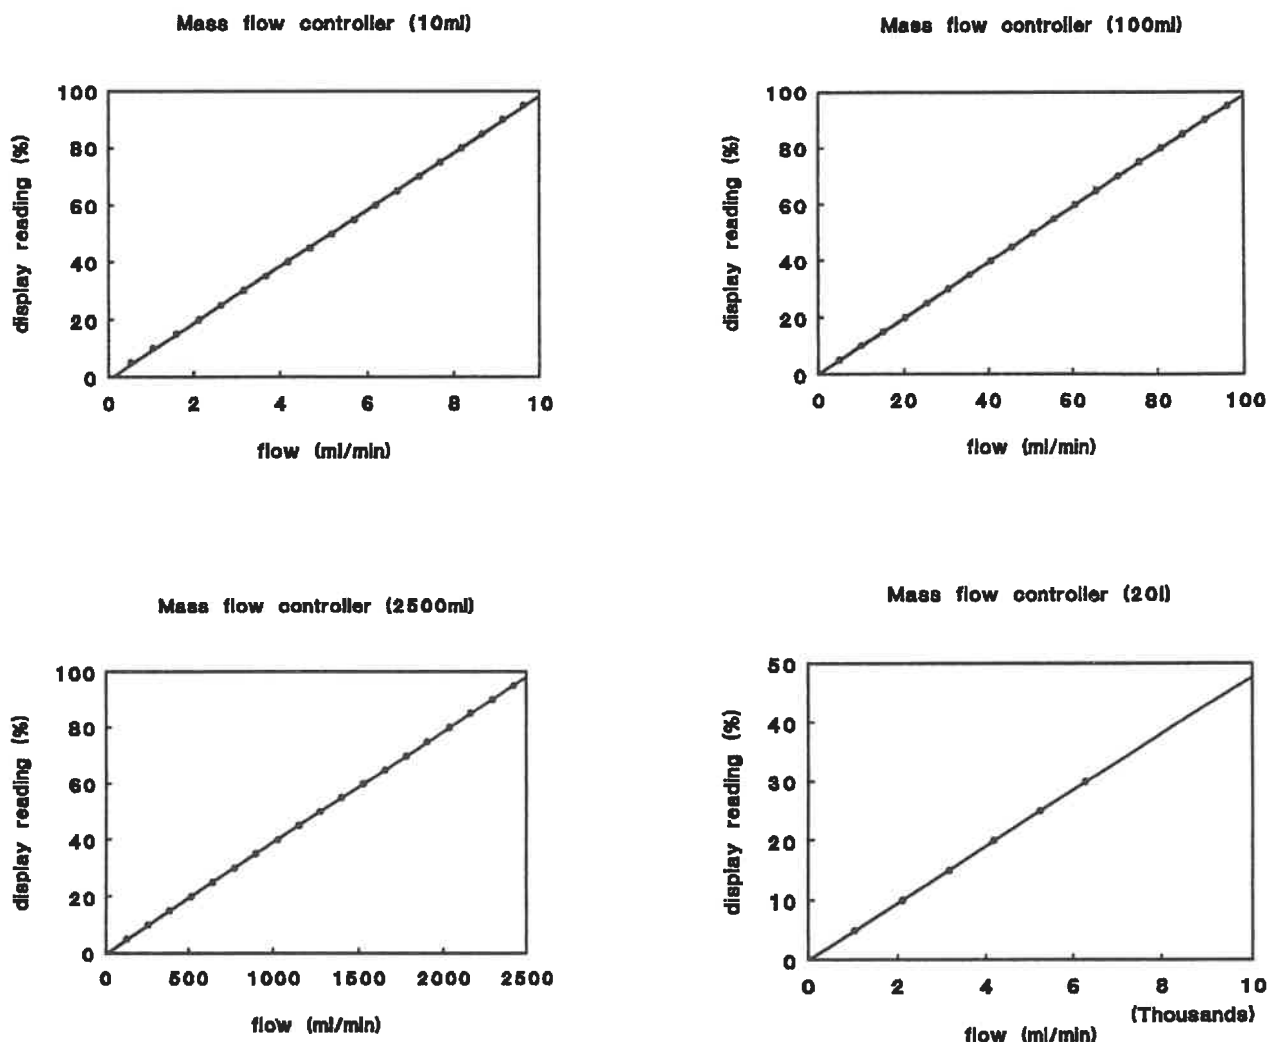 Mass flow controller (10ml)
100
80
60
40
20
0
0 2 4 6 8 10
display reading (%)
flow (ml/min)
Mass flow controller (100ml)
100
80
60
40
20
0
0 20 40 60 80 100
display reading (%)
flow (ml/min)
Mass flow controller (2500ml)
100
80
60
40
20
0
0 500 1000 1500 2000 2500
display reading (%)
flow (ml/min)
Mass flow controller (20l)
50
40
30
20
10
0
0 2 4 6 8 10
(Thousands)
display reading (%)
flow (ml/min)